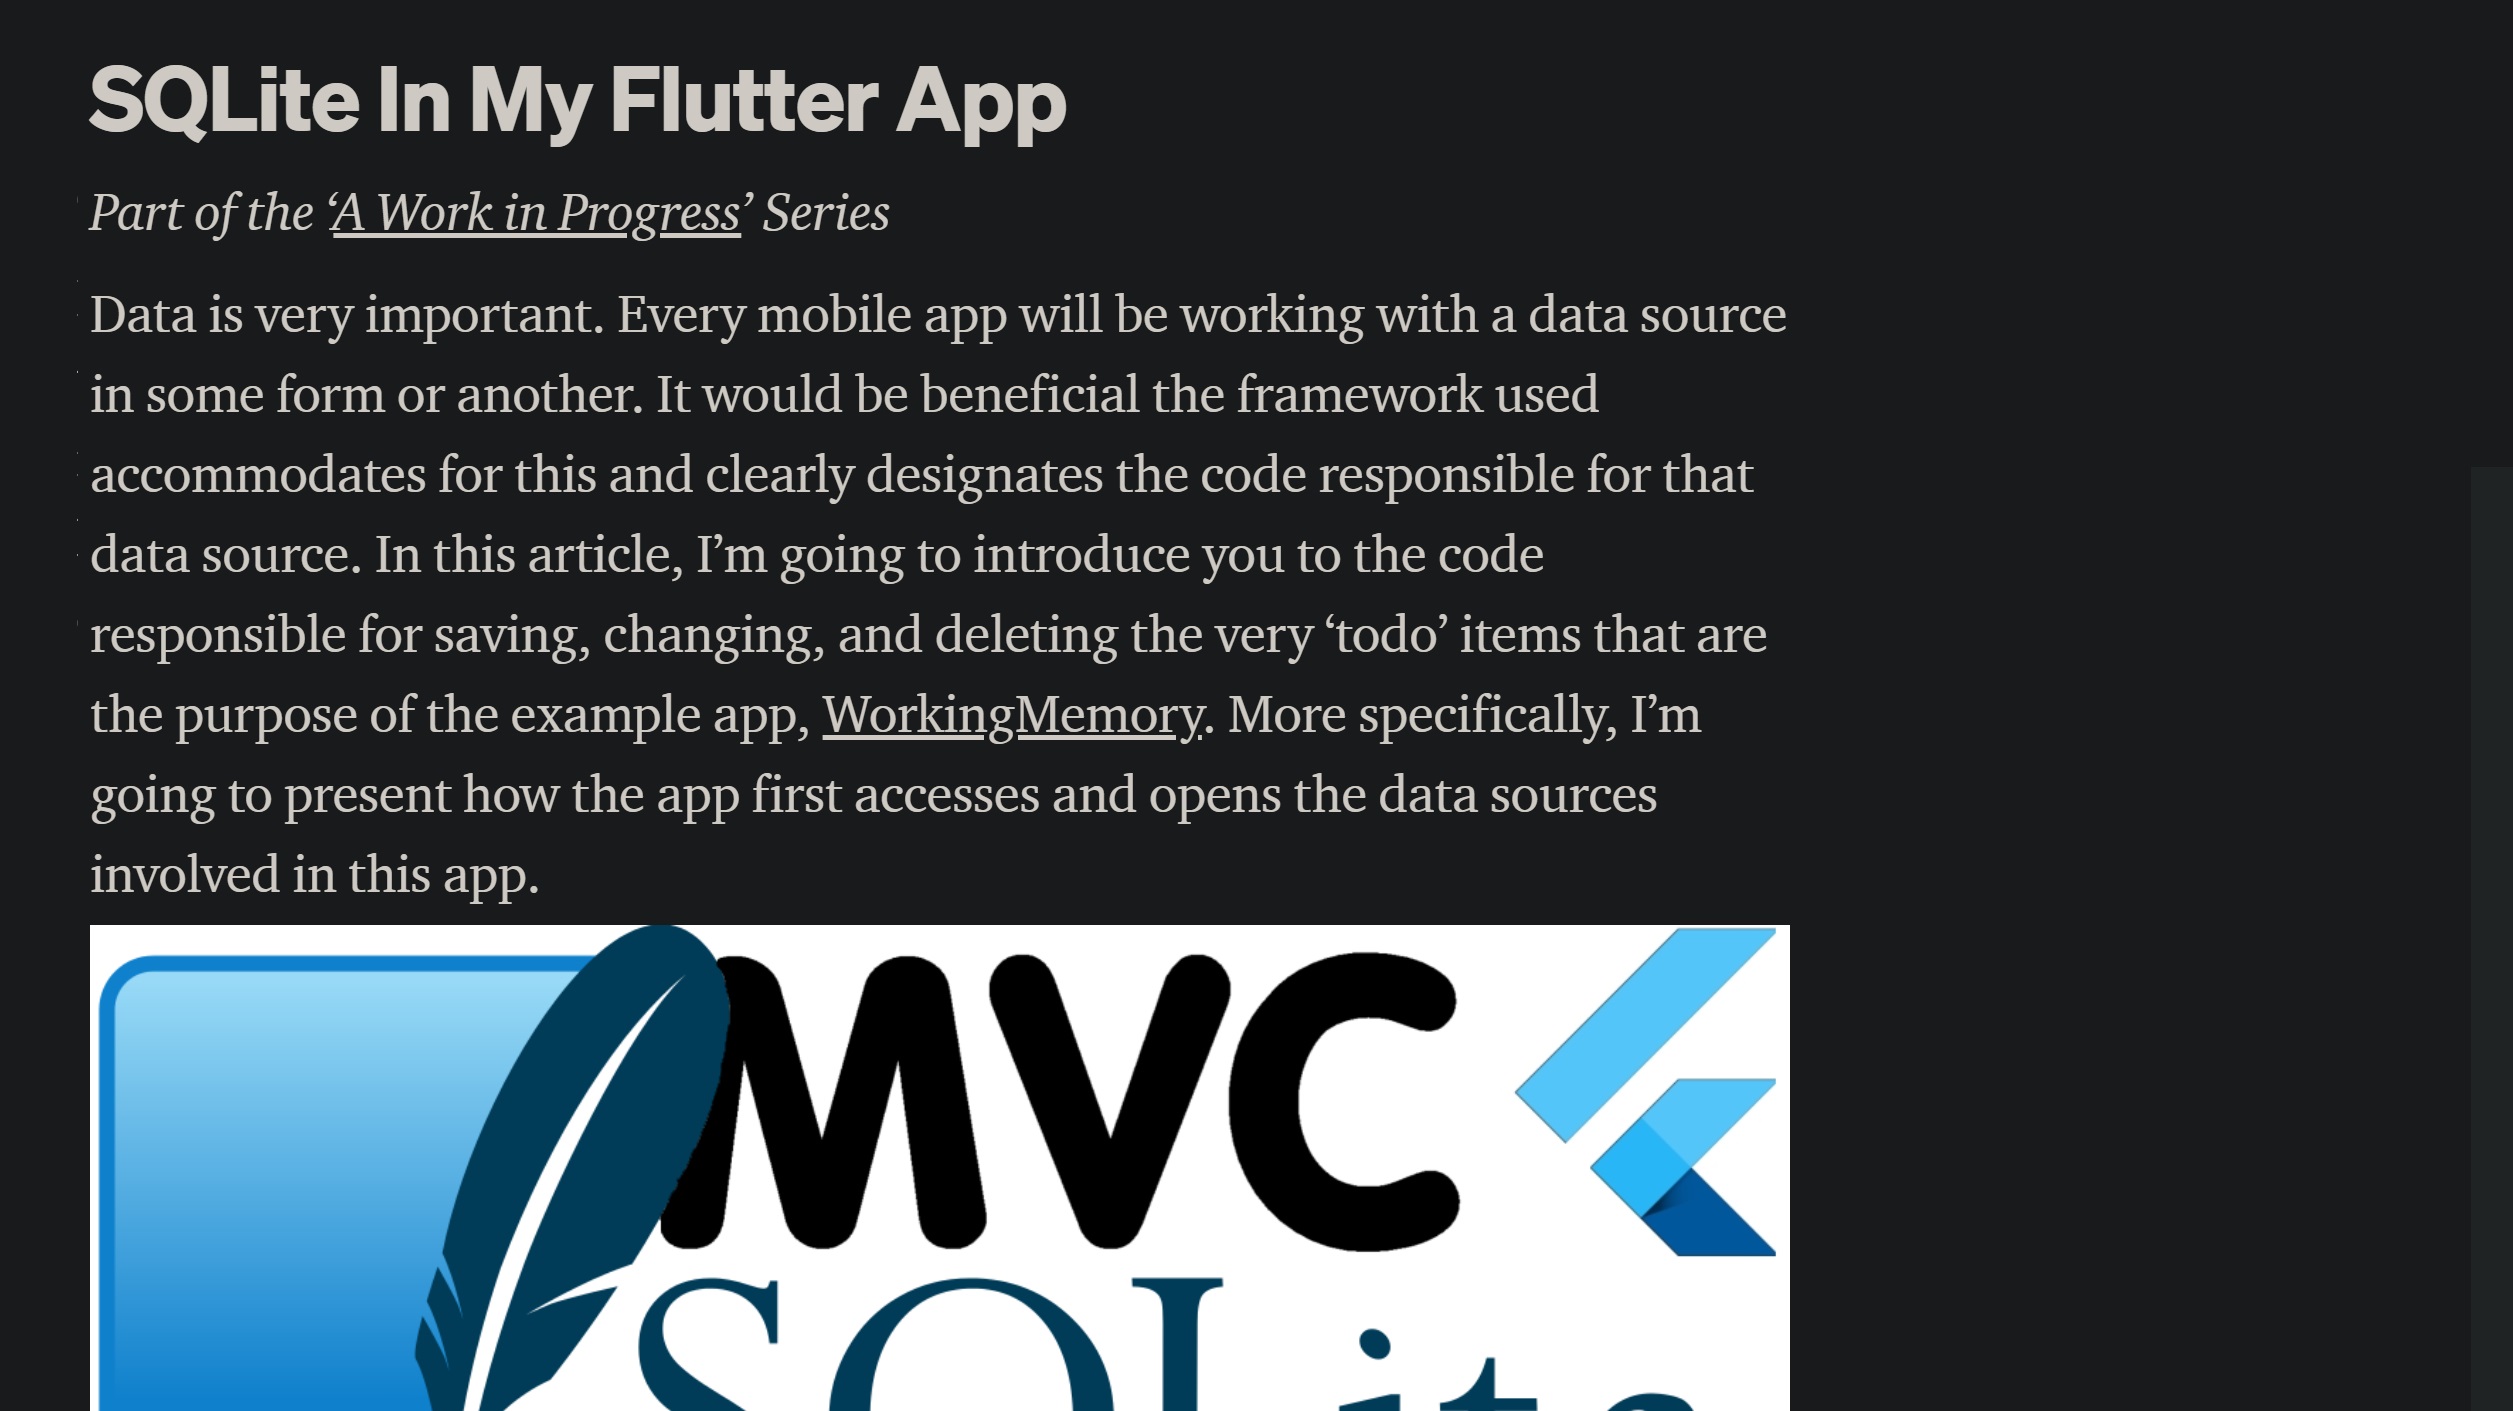 SQLite In My Flutter App
Part of the ‘A Work in Progress’ Series
Data is very important. Every mobile app will be working with a data source
in some form or another. It would be beneficial the framework used
accommodates for this and clearly designates the code responsible for that
data source. In this article, I’m going to introduce you to the code
responsible for saving, changing, and deleting the very ‘todo’ items that are
the purpose of the example app, WorkingMemory. More specifically, I’m
going to present how the app first accesses and opens the data sources
involved in this app.
MVC
SQLite